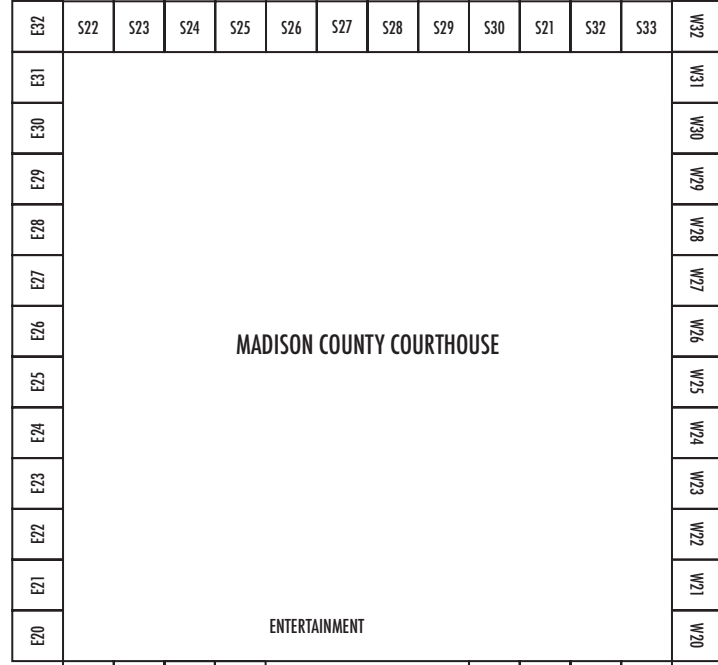 E32 S22 S23 S24 S25 S26 S27 S28 S29 S30 S21 S32 S33 W32
E31 W31
E30 W30
E29 W29
E28 W28
E27 W27
E26 MADISON COUNTY COURTHOUSE W26
E25 W25
E24 W24
E23 W23
E22 W22
E21 W21
E20 ENTERTAINMENT W20